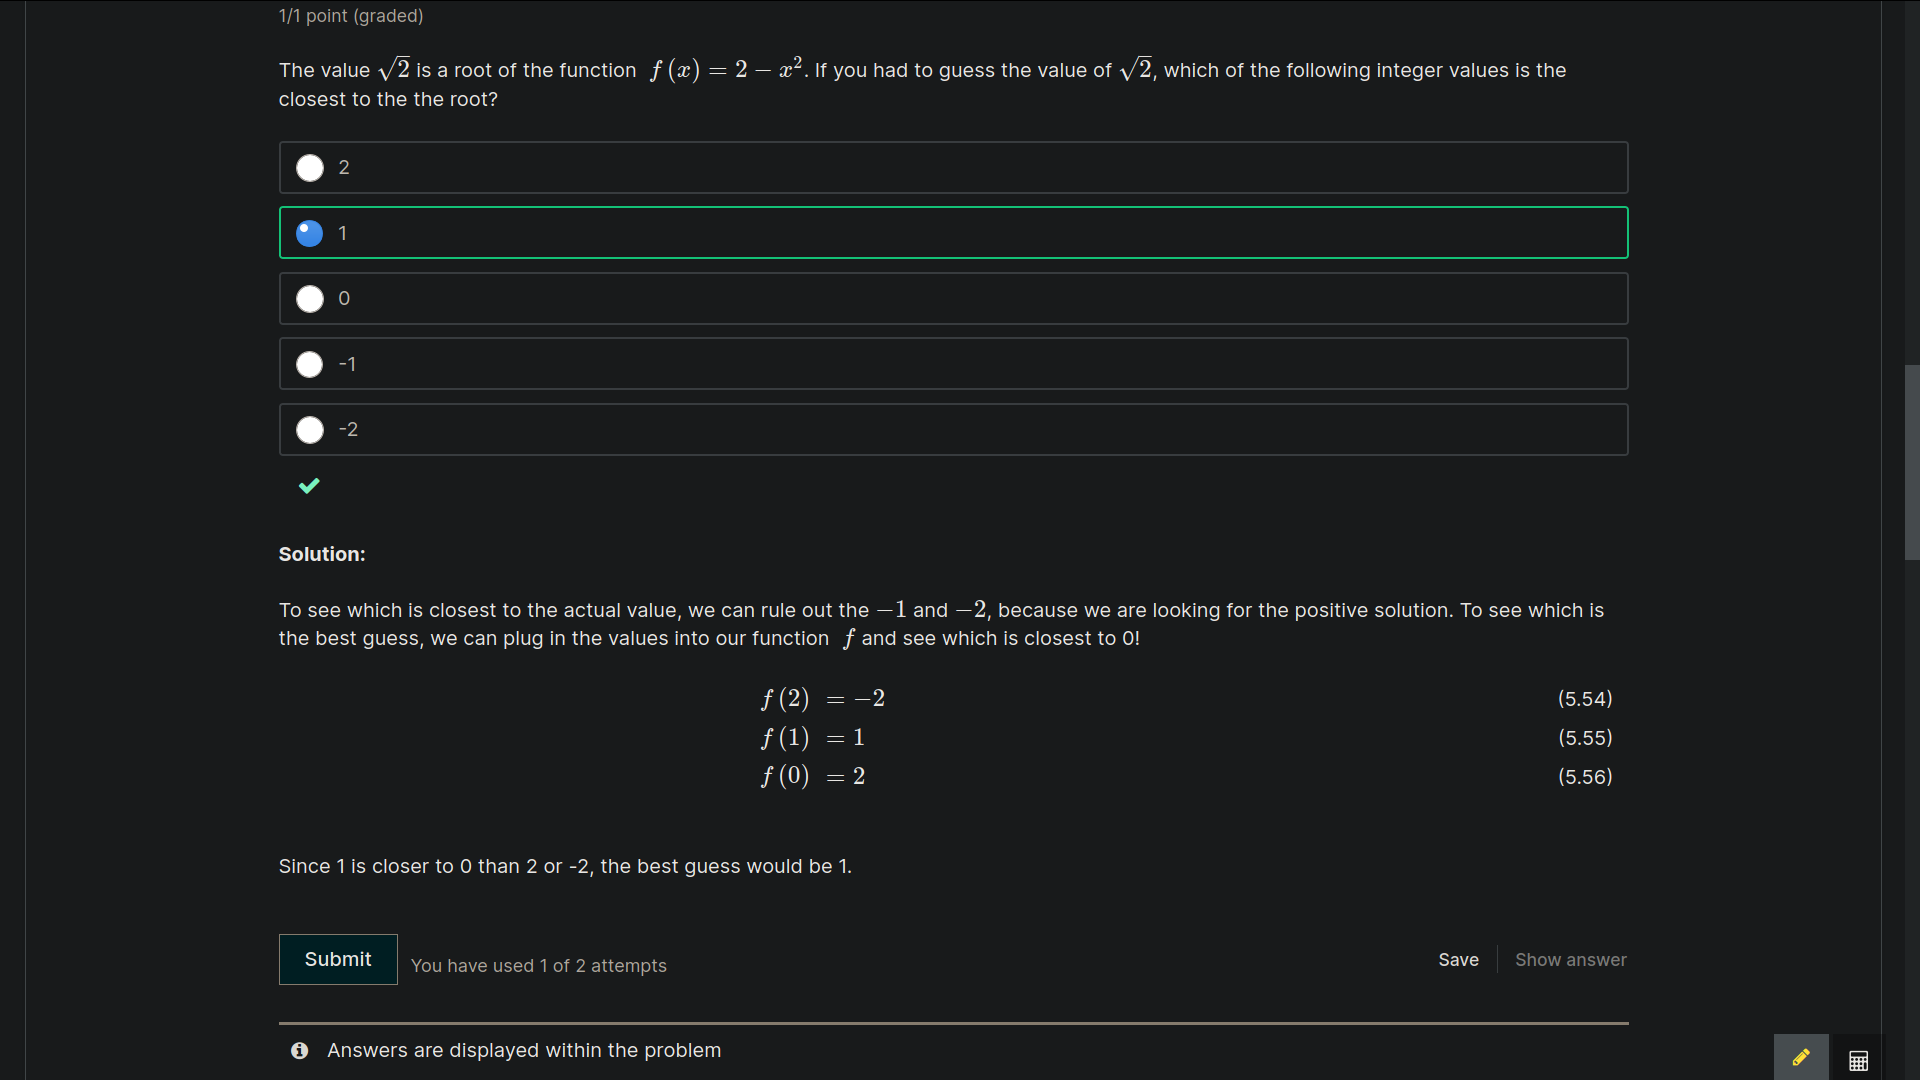 1/1 point (graded)
The value √2 is a root of the function f (x) = 2 − x². If you had to guess the value of √2, which of the following integer values is the
closest to the the root?
2
1
0
-1
-2
Solution:
To see which is closest to the actual value, we can rule out the −1 and −2, because we are looking for the positive solution. To see which is
the best guess, we can plug in the values into our function f and see which is closest to 0!
f (2) = −2 (5.54)
f (1) = 1 (5.55)
f (0) = 2 (5.56)
Since 1 is closer to 0 than 2 or -2, the best guess would be 1.
Submit You have used 1 of 2 attempts Save Show answer
Answers are displayed within the problem